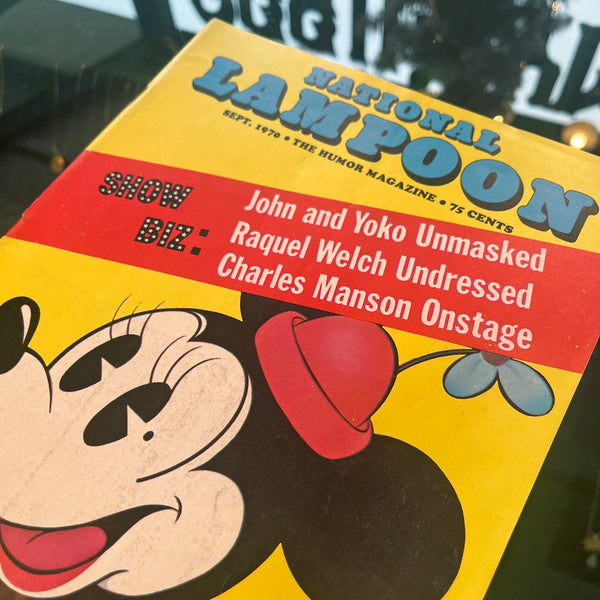 NATIONAL
LAMPOON
SEPT. 1970 • THE HUMOR MAGAZINE • 75 CENTS
SHOW
BIZ:
John and Yoko Unmasked
Raquel Welch Undressed
Charles Manson Onstage